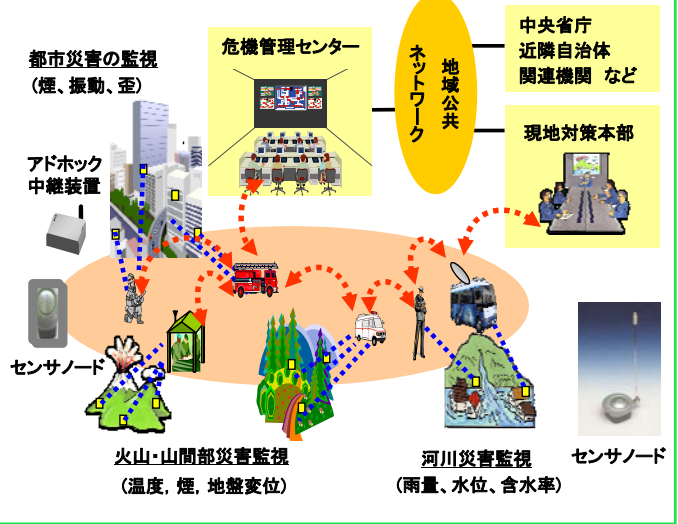 都市災害の監視
(煙、振動、歪)
危機管理センター
地域公共
ネットワーク
中央省庁
近隣自治体
関連機関 など
現地対策本部
アドホック
中継装置
センサノード
火山・山間部災害監視
(温度, 煙, 地盤変位)
河川災害監視
(雨量、水位、含水率)
センサノード